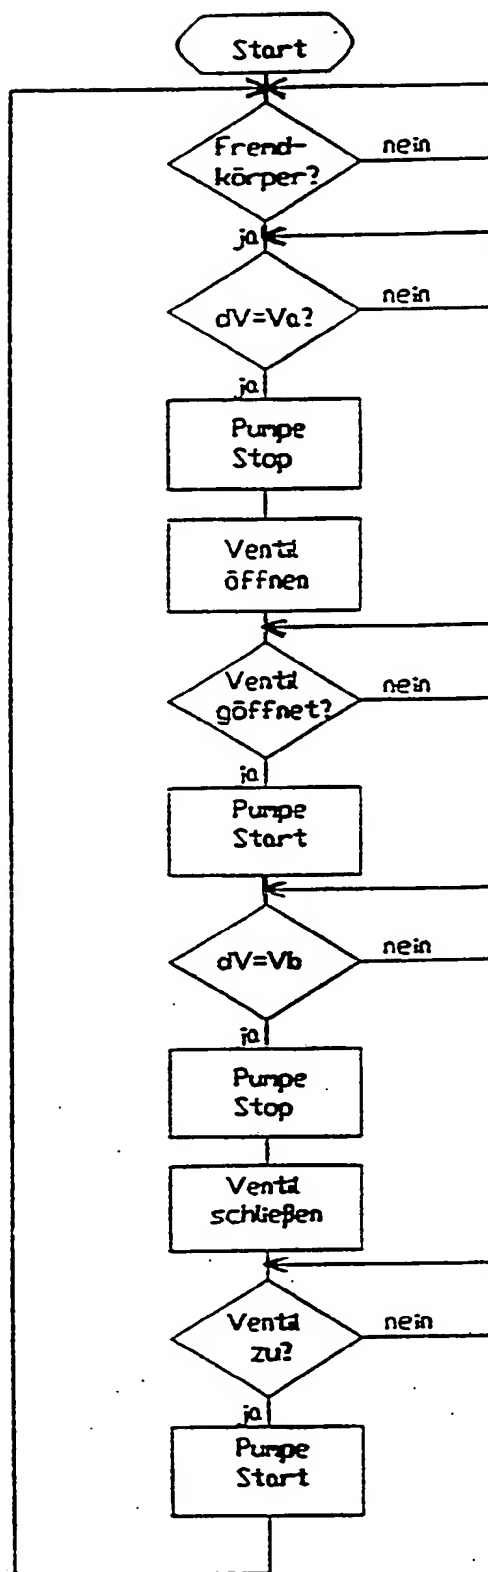 Start
Fremd-
körper?
nein
ja
dV=Va?
nein
ja
Pumpe
Stop
Ventil
öffnen
Ventil
göffnet?
nein
ja
Pumpe
Start
dV=Vb
nein
ja
Pumpe
Stop
Ventil
schließen
Ventil
zu?
nein
ja
Pumpe
Start